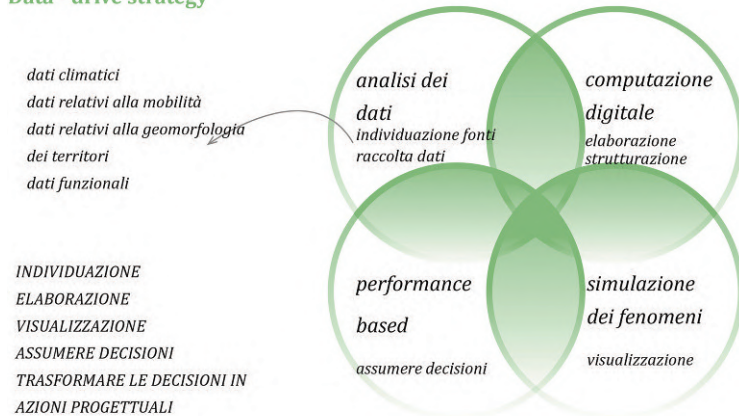 Data - drive strategy
dati climatici
dati relativi alla mobilità
dati relativi alla geomorfologia
dei territori
dati funzionali
INDIVIDUAZIONE
ELABORAZIONE
VISUALIZZAZIONE
ASSUMERE DECISIONI
TRASFORMARE LE DECISIONI IN
AZIONI PROGETTUALI
analisi dei
dati
individuazione fonti
raccolta dati
computazione
digitale
elaborazione
strutturazione
performance
based
assumere decisioni
simulazione
dei fenomeni
visualizzazione